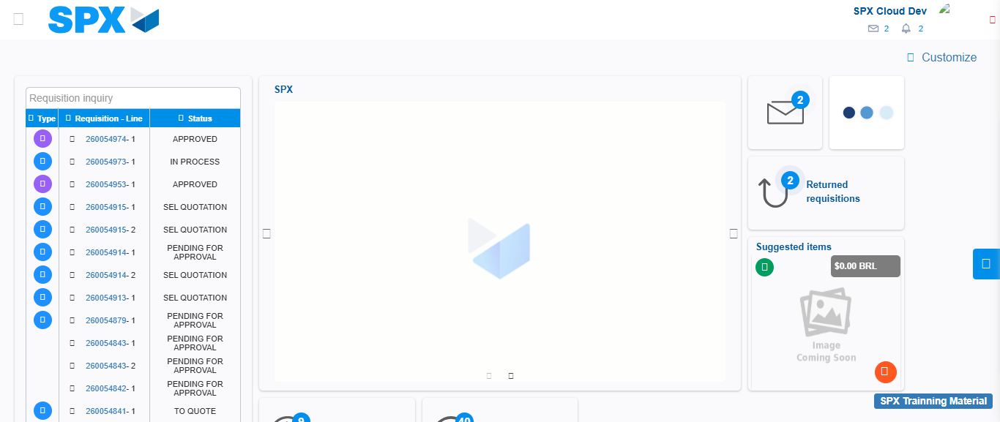 SPX
SPX Cloud Dev
2 2
Customize
Requisition inquiry
Type Requisition - Line Status
260054974- 1 APPROVED
260054973- 1 IN PROCESS
260054953- 1 APPROVED
260054915- 1 SEL QUOTATION
260054915- 2 SEL QUOTATION
260054914- 1 PENDING FOR
APPROVAL
260054914- 2 SEL QUOTATION
260054913- 1 SEL QUOTATION
260054879- 1 PENDING FOR
APPROVAL
260054843- 1 PENDING FOR
APPROVAL
260054843- 2 PENDING FOR
APPROVAL
260054842- 1 PENDING FOR
APPROVAL
260054841- 1 TO QUOTE
SPX
2
2
Returned
requisitions
Suggested items
$0.00 BRL
Image
Coming Soon
SPX Trainning Material
9
40